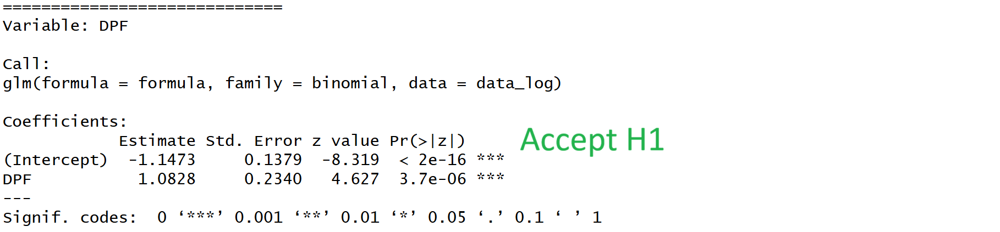 =============================
Variable: DPF
Call:
glm(formula = formula, family = binomial, data = data_log)
Coefficients:
            Estimate Std. Error z value Pr(>|z|)
(Intercept)  -1.1473     0.1379  -8.319  < 2e-16 ***
DPF           1.0828     0.2340   4.627  3.7e-06 ***
---
Signif. codes:  0 ‘***’ 0.001 ‘**’ 0.01 ‘*’ 0.05 ‘.’ 0.1 ‘ ’ 1
Accept H1